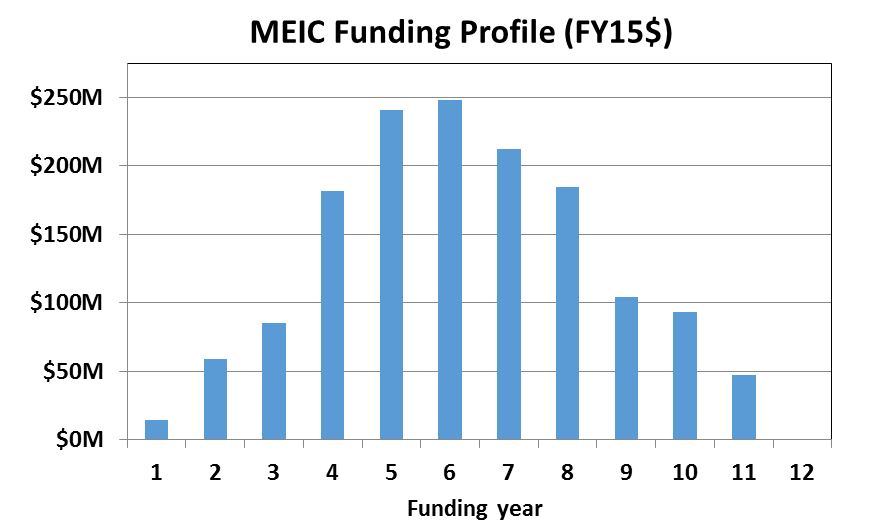 MEIC Funding Profile (FY15$)
$250M
$200M
$150M
$100M
$50M
$0M
1 2 3 4 5 6 7 8 9 10 11 12
Funding year